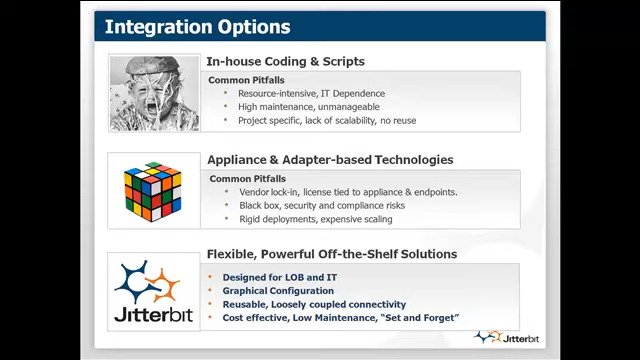 Integration Options
In-house Coding & Scripts
Common Pitfalls
• Resource-intensive, IT Dependence
• High maintenance, unmanageable
• Project specific, lack of scalability, no reuse
Appliance & Adapter-based Technologies
Common Pitfalls
• Vendor lock-in, license tied to appliance & endpoints.
• Black box, security and compliance risks
• Rigid deployments, expensive scaling
Flexible, Powerful Off-the-Shelf Solutions
• Designed for LOB and IT
• Graphical Configuration
• Reusable, Loosely coupled connectivity
• Cost effective, Low Maintenance, “Set and Forget”
Jitterbit
Jitterbit